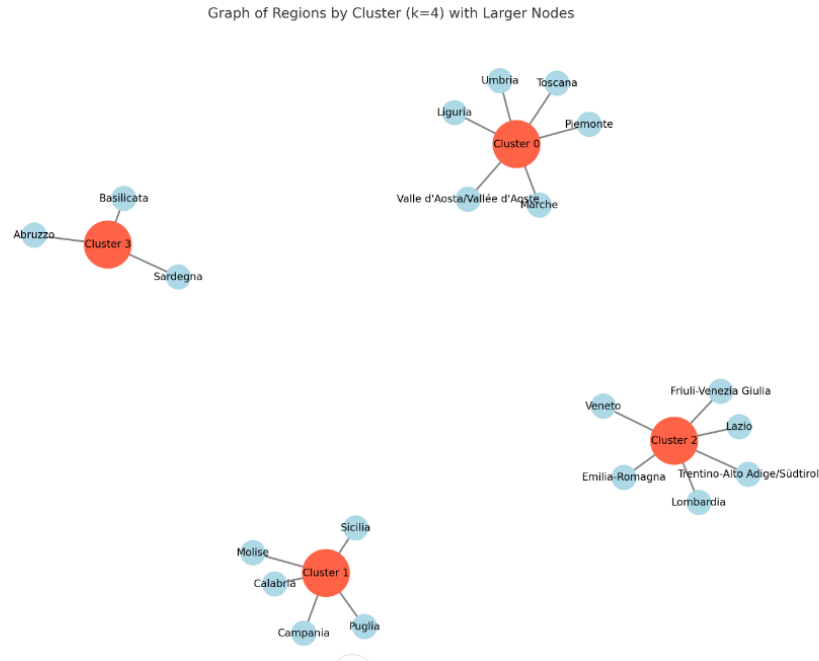 Graph of Regions by Cluster (k=4) with Larger Nodes
Umbria
Toscana
Liguria
Piemonte
Cluster 0
Valle d'Aosta/Vallée d'Aoste
Marche
Basilicata
Abruzzo
Cluster 3
Sardegna
Friuli-Venezia Giulia
Veneto
Lazio
Cluster 2
Emilia-Romagna
Trentino-Alto Adige/Südtirol
Lombardia
Sicilia
Molise
Cluster 1
Calabria
Campania
Puglia